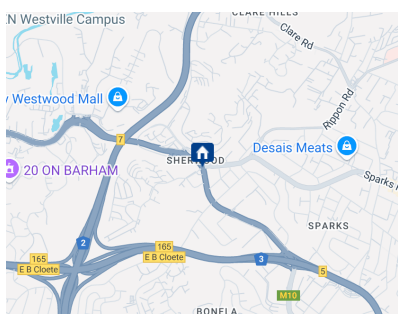 N Westville Campus
CLARE HILLS
Clare Rd
y Westwood Mall
Rippon Rd
7
Desais Meats
SHERWOOD
20 ON BARHAM
Sparks
SPARKS
2
165
E B Cloete
165
E B Cloete
3
5
M10
BONELA